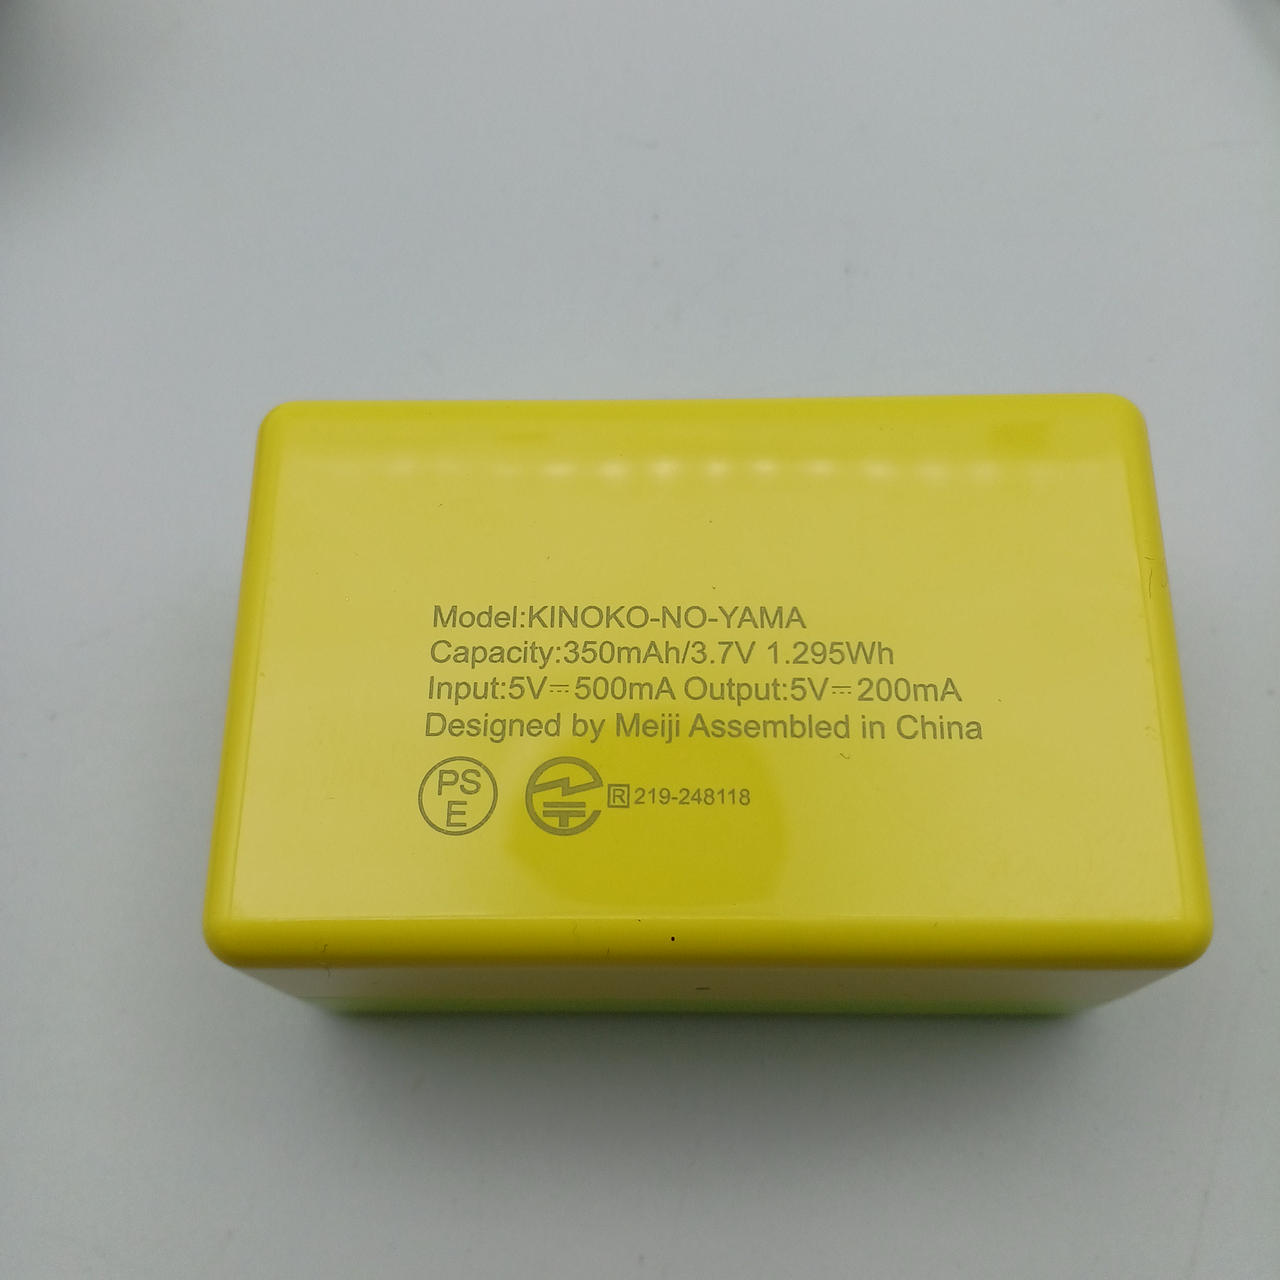 Model:KINOKO-NO-YAMA
Capacity:350mAh/3.7V 1.295Wh
Input:5V⎓500mA Output:5V⎓200mA
Designed by Meiji Assembled in China
PS
E
R 219-248118